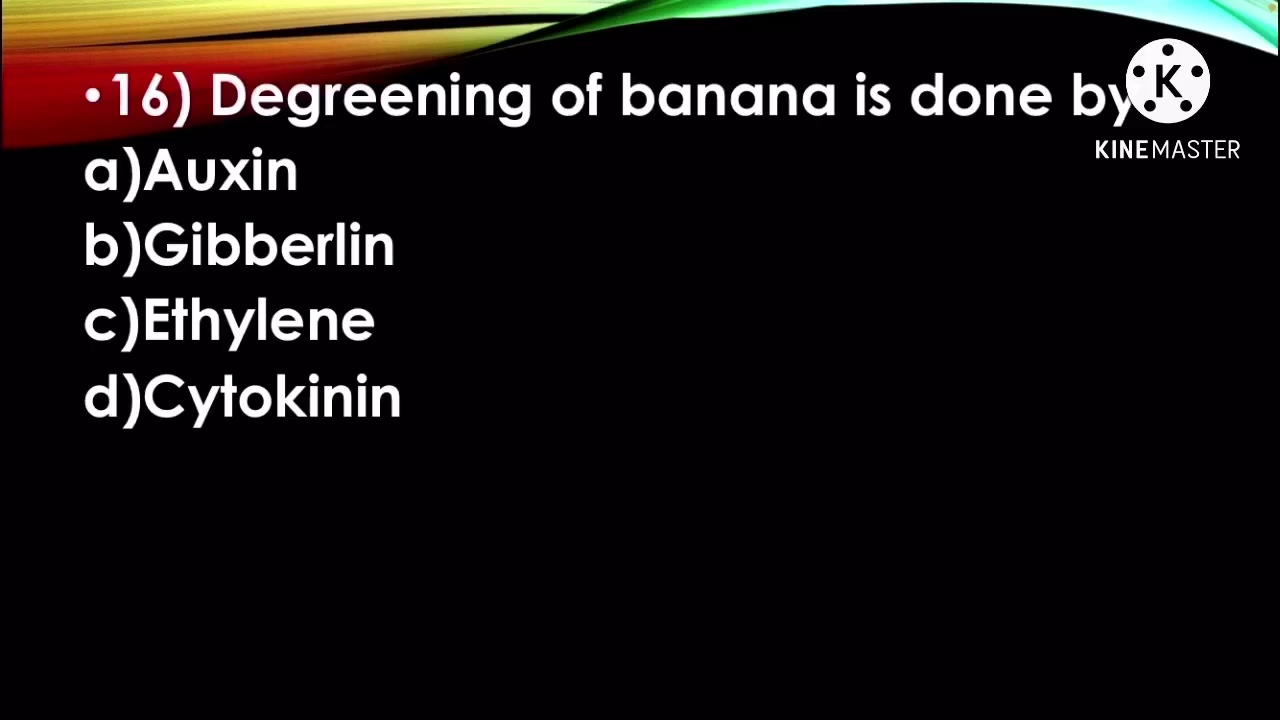 •16) Degreening of banana is done by
a)Auxin
b)Gibberlin
c)Ethylene
d)Cytokinin
K
KINEMASTER